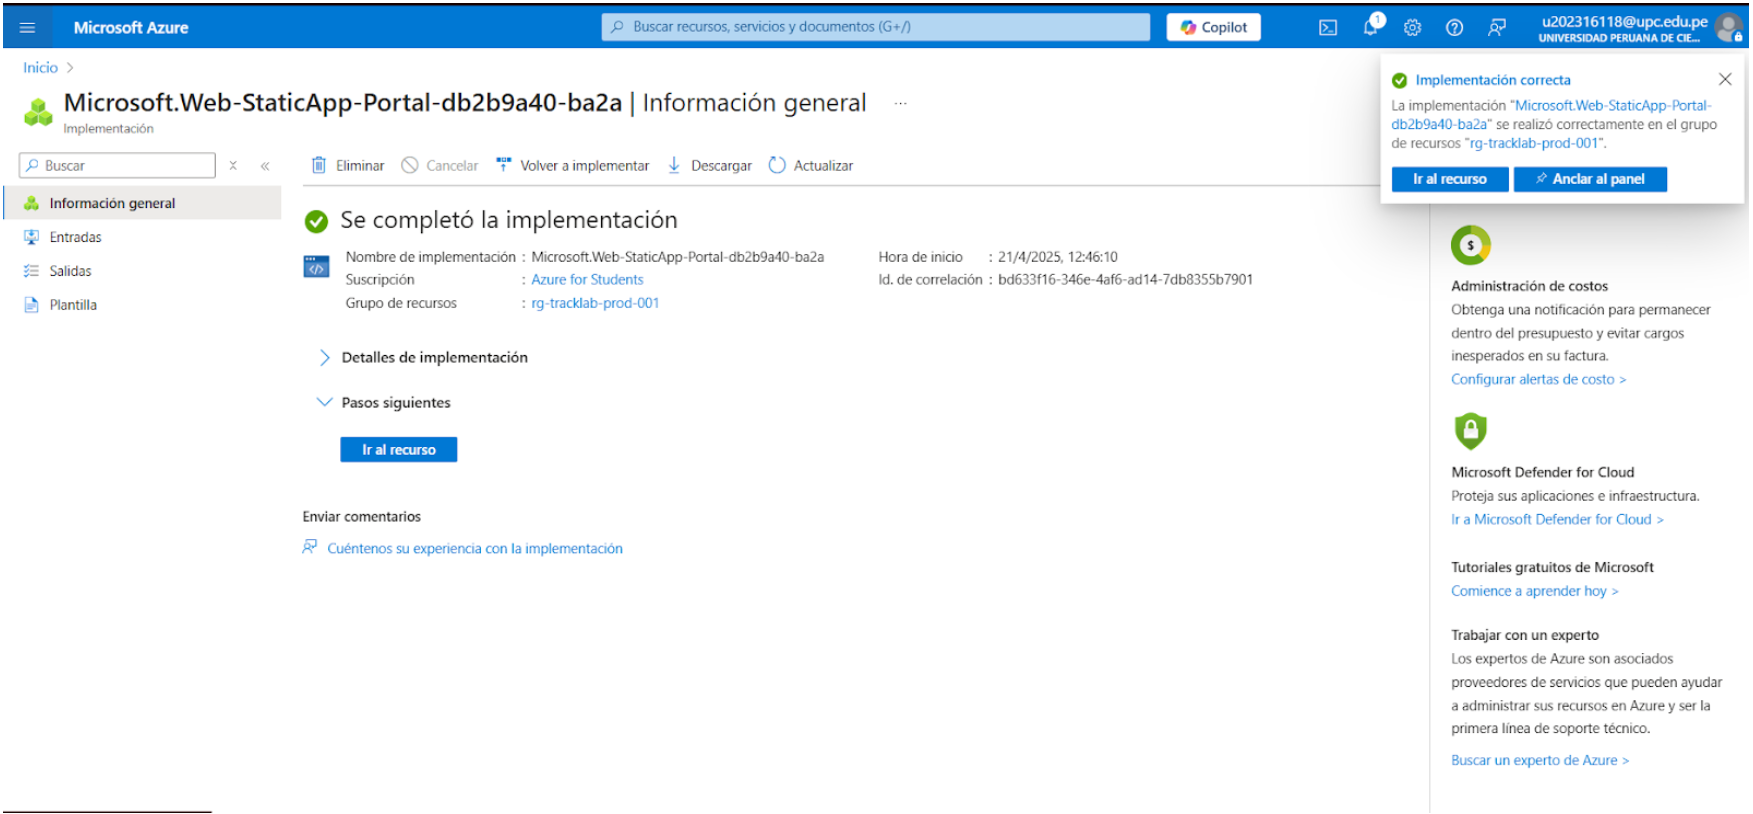 Microsoft Azure
Buscar recursos, servicios y documentos (G+/)
Copilot
1
u202316118@upc.edu.pe
UNIVERSIDAD PERUANA DE CIE...
Inicio >
Microsoft.Web-StaticApp-Portal-db2b9a40-ba2a | Información general ...
Implementación
Buscar
Eliminar Cancelar Volver a implementar Descargar Actualizar
Información general
Entradas
Salidas
Plantilla
Se completó la implementación
Nombre de implementación : Microsoft.Web-StaticApp-Portal-db2b9a40-ba2a
Suscripción : Azure for Students
Grupo de recursos : rg-tracklab-prod-001
Hora de inicio : 21/4/2025, 12:46:10
Id. de correlación : bd633f16-346e-4af6-ad14-7db8355b7901
Detalles de implementación
Pasos siguientes
Ir al recurso
Enviar comentarios
Cuéntenos su experiencia con la implementación
Implementación correcta
La implementación "Microsoft.Web-StaticApp-Portal-
db2b9a40-ba2a" se realizó correctamente en el grupo
de recursos "rg-tracklab-prod-001".
Ir al recurso
Anclar al panel
Administración de costos
Obtenga una notificación para permanecer
dentro del presupuesto y evitar cargos
inesperados en su factura.
Configurar alertas de costo >
Microsoft Defender for Cloud
Proteja sus aplicaciones e infraestructura.
Ir a Microsoft Defender for Cloud >
Tutoriales gratuitos de Microsoft
Comience a aprender hoy >
Trabajar con un experto
Los expertos de Azure son asociados
proveedores de servicios que pueden ayudar
a administrar sus recursos en Azure y ser la
primera línea de soporte técnico.
Buscar un experto de Azure >